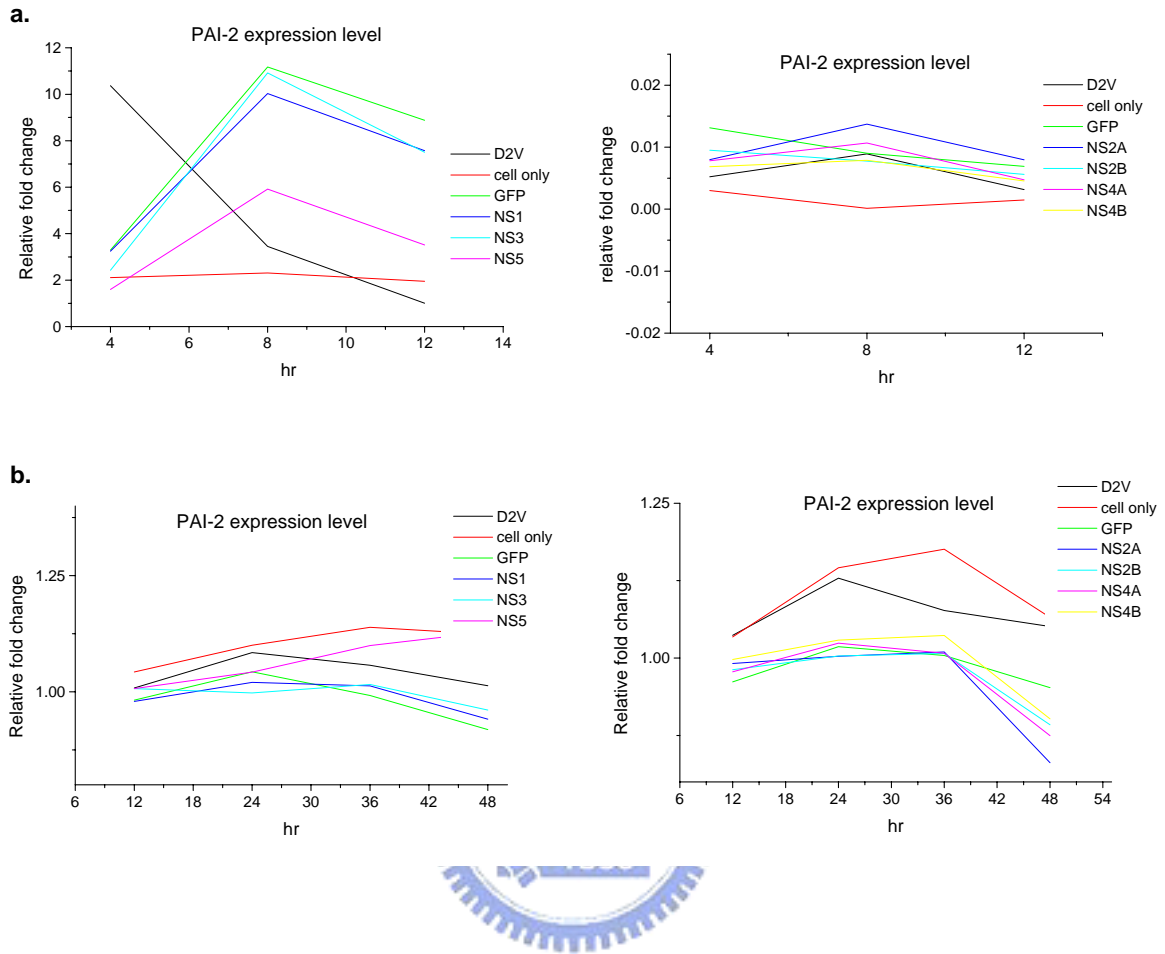 a.
PAI-2 expression level
Relative fold change
12
10
8
6
4
2
0
4 6 8 10 12 14
hr
D2V
cell only
GFP
NS1
NS3
NS5
PAI-2 expression level
relative fold change
0.02
0.01
0.00
-0.01
-0.02
4 8 12
hr
D2V
cell only
GFP
NS2A
NS2B
NS4A
NS4B
b.
PAI-2 expression level
Relative fold change
1.25
1.00
6 12 18 24 30 36 42 48
hr
D2V
cell only
GFP
NS1
NS3
NS5
PAI-2 expression level
Relative fold change
1.25
1.00
6 12 18 24 30 36 42 48 54
hr
D2V
cell only
GFP
NS2A
NS2B
NS4A
NS4B